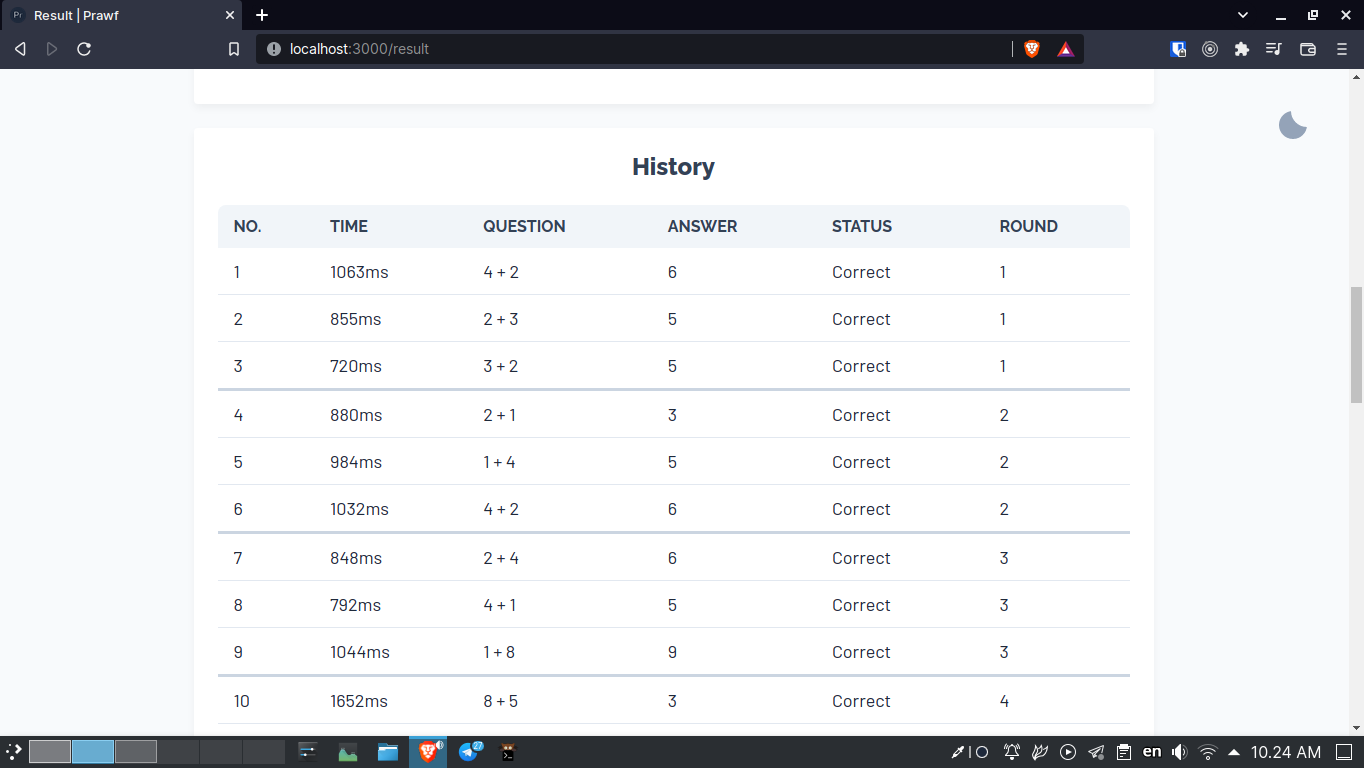 Pr Result | Prawf
localhost:3000/result
History
NO. TIME QUESTION ANSWER STATUS ROUND
1 1063ms 4 + 2 6 Correct 1
2 855ms 2 + 3 5 Correct 1
3 720ms 3 + 2 5 Correct 1
4 880ms 2 + 1 3 Correct 2
5 984ms 1 + 4 5 Correct 2
6 1032ms 4 + 2 6 Correct 2
7 848ms 2 + 4 6 Correct 3
8 792ms 4 + 1 5 Correct 3
9 1044ms 1 + 8 9 Correct 3
10 1652ms 8 + 5 3 Correct 4
27 en 10.24 AM